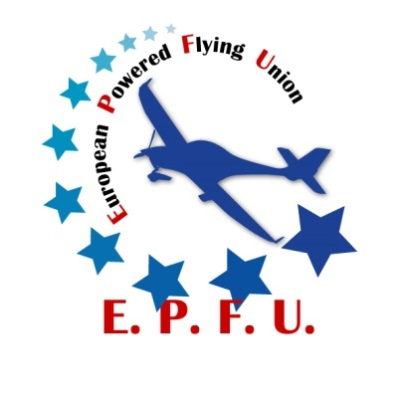 European Powered Flying Union
E. P. F. U.